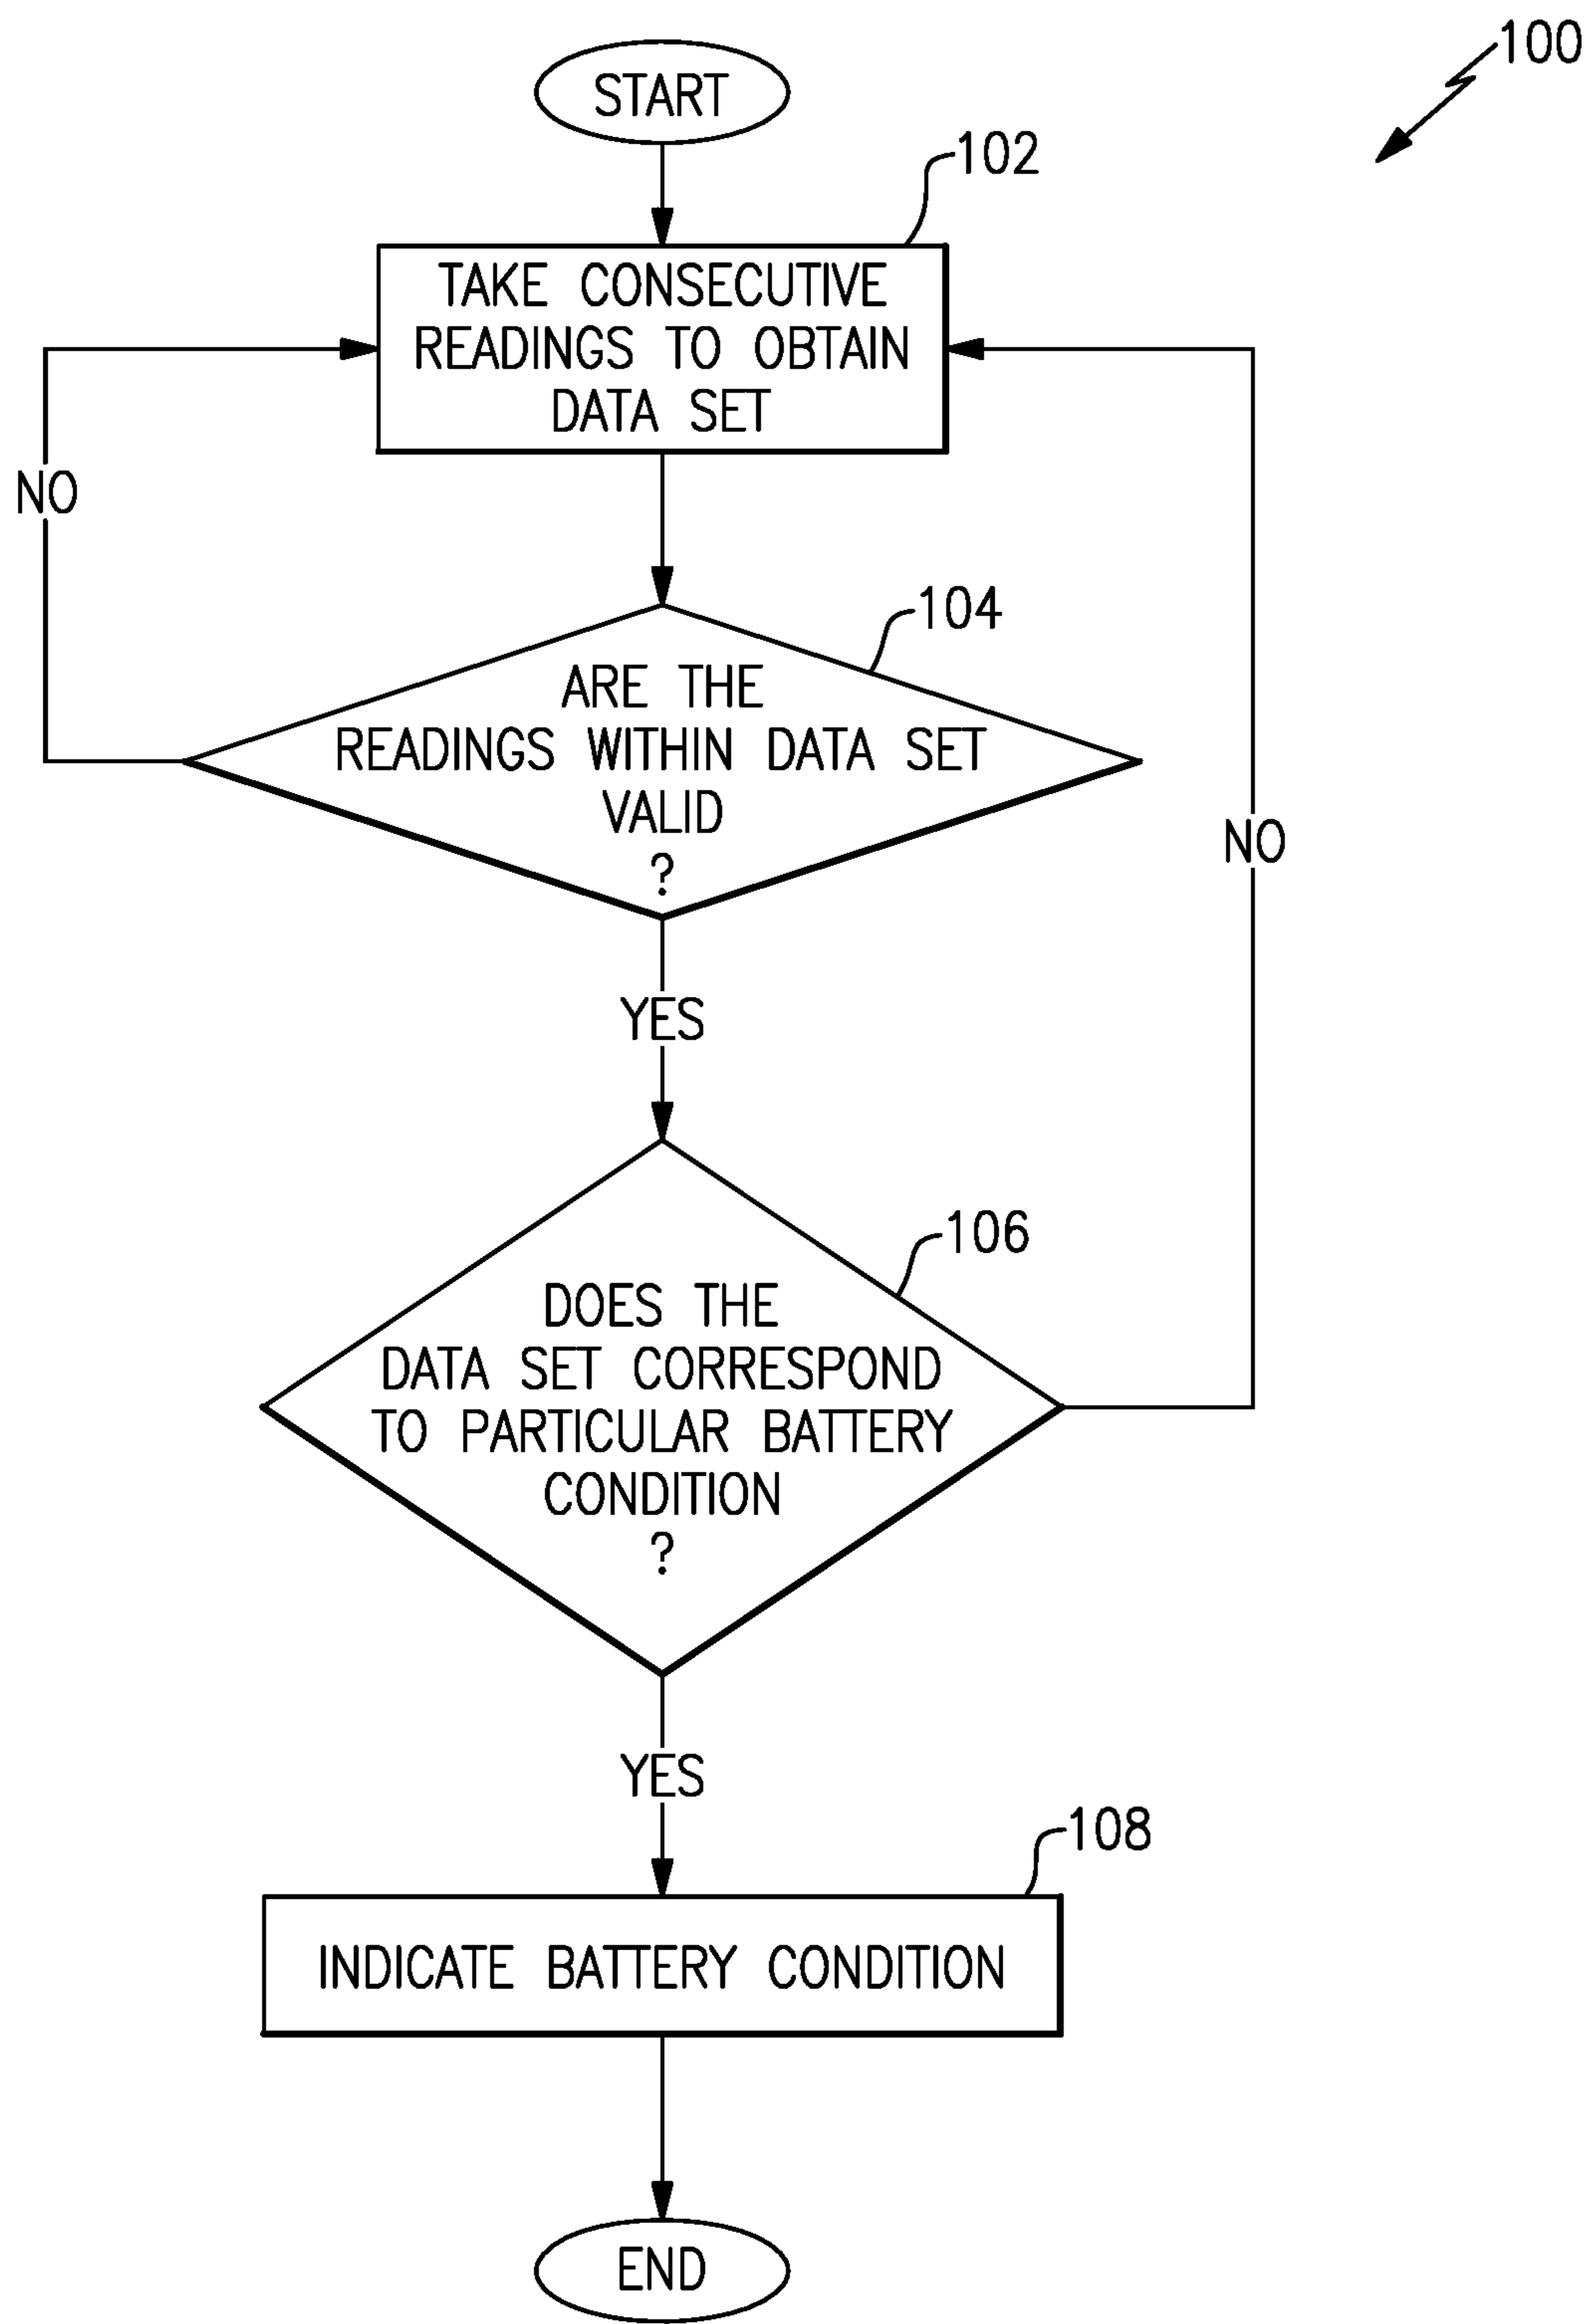 100
START
102
TAKE CONSECUTIVE
READINGS TO OBTAIN
DATA SET
NO
104
ARE THE
READINGS WITHIN DATA SET
VALID
?
NO
YES
106
DOES THE
DATA SET CORRESPOND
TO PARTICULAR BATTERY
CONDITION
?
YES
108
INDICATE BATTERY CONDITION
END